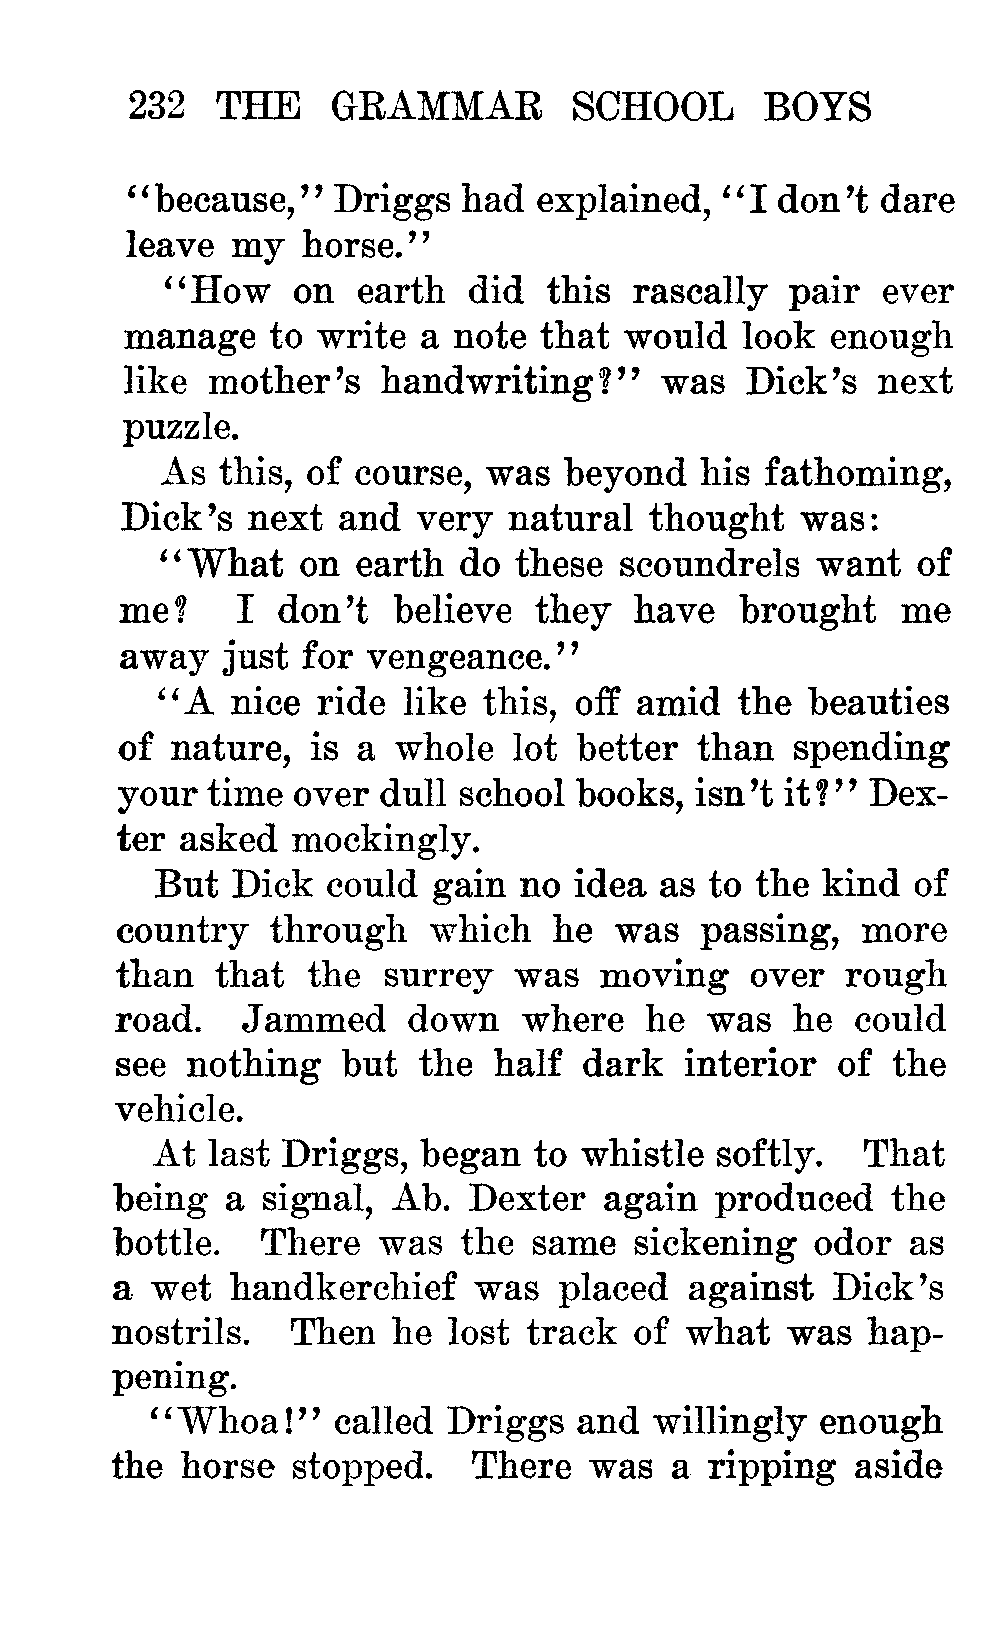 232 THE GRAMMAR SCHOOL BOYS
“because,” Driggs had explained, “I don’t dare
leave my horse.”
“How on earth did this rascally pair ever
manage to write a note that would look enough
like mother’s handwriting?” was Dick’s next
puzzle.
As this, of course, was beyond his fathoming,
Dick’s next and very natural thought was:
“What on earth do these scoundrels want of
me? I don’t believe they have brought me
away just for vengeance.”
“A nice ride like this, off amid the beauties
of nature, is a whole lot better than spending
your time over dull school books, isn’t it?” Dex-
ter asked mockingly.
But Dick could gain no idea as to the kind of
country through which he was passing, more
than that the surrey was moving over rough
road. Jammed down where he was he could
see nothing but the half dark interior of the
vehicle.
At last Driggs, began to whistle softly. That
being a signal, Ab. Dexter again produced the
bottle. There was the same sickening odor as
a wet handkerchief was placed against Dick’s
nostrils. Then he lost track of what was hap-
pening.
“Whoa!” called Driggs and willingly enough
the horse stopped. There was a ripping aside